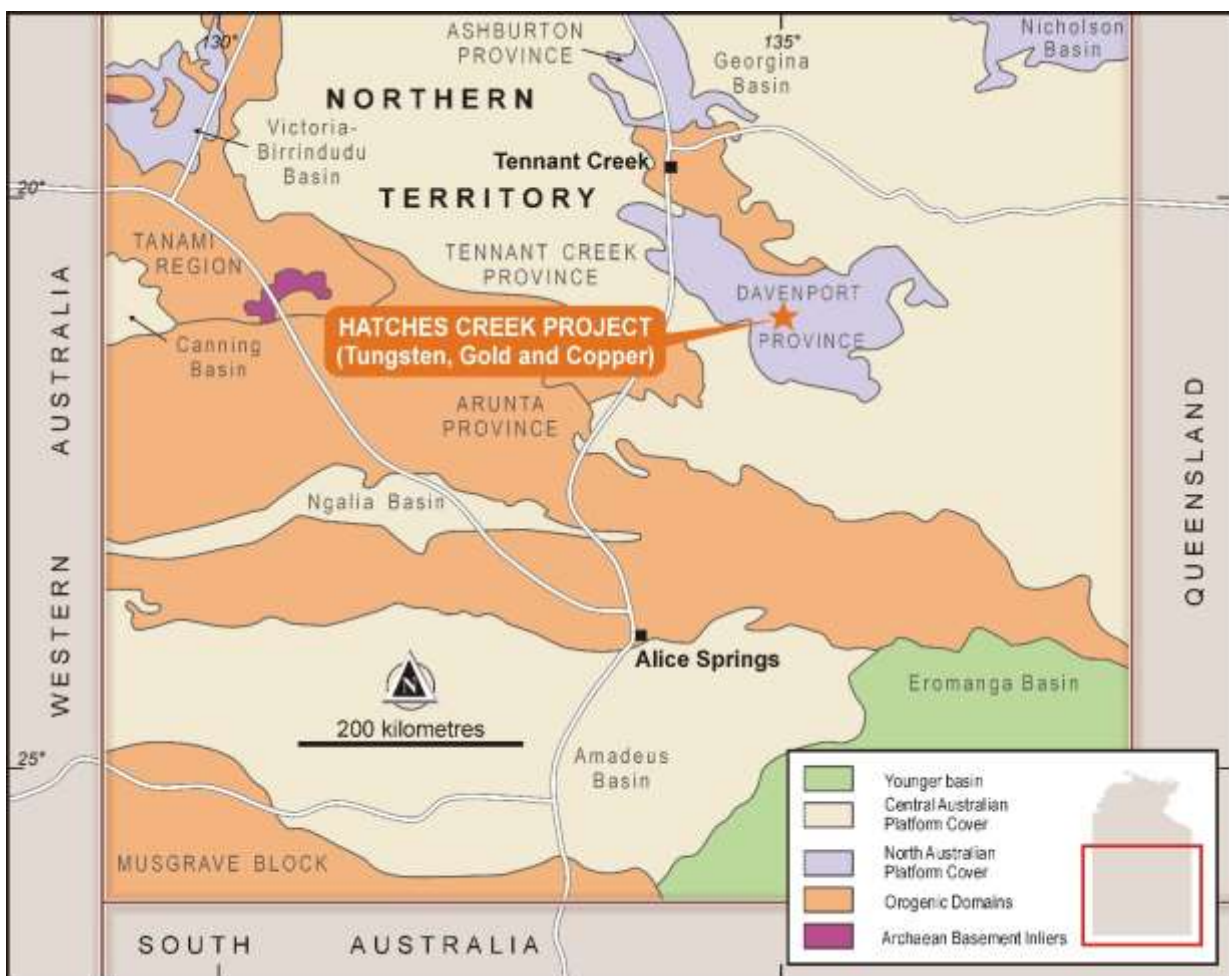 130°
ASHBURTON
PROVINCE
135°
Georgina
Basin
Nicholson
Basin
NORTHERN
TERRITORY
Victoria-
Birrindudu
Basin
Tennant Creek
20°
TANAMI
REGION
TENNANT CREEK
PROVINCE
DAVENPORT
PROVINCE
HATCHES CREEK PROJECT
(Tungsten, Gold and Copper)
Canning
Basin
ARUNTA
PROVINCE
WESTERN AUSTRALIA
QUEENSLAND
Ngalia Basin
Alice Springs
Eromanga Basin
N
200 kilometres
25°
Amadeus
Basin
MUSGRAVE BLOCK
SOUTH AUSTRALIA
Younger basin
Central Australian
Platform Cover
North Australian
Platform Cover
Orogenic Domains
Archaean Basement Inliers